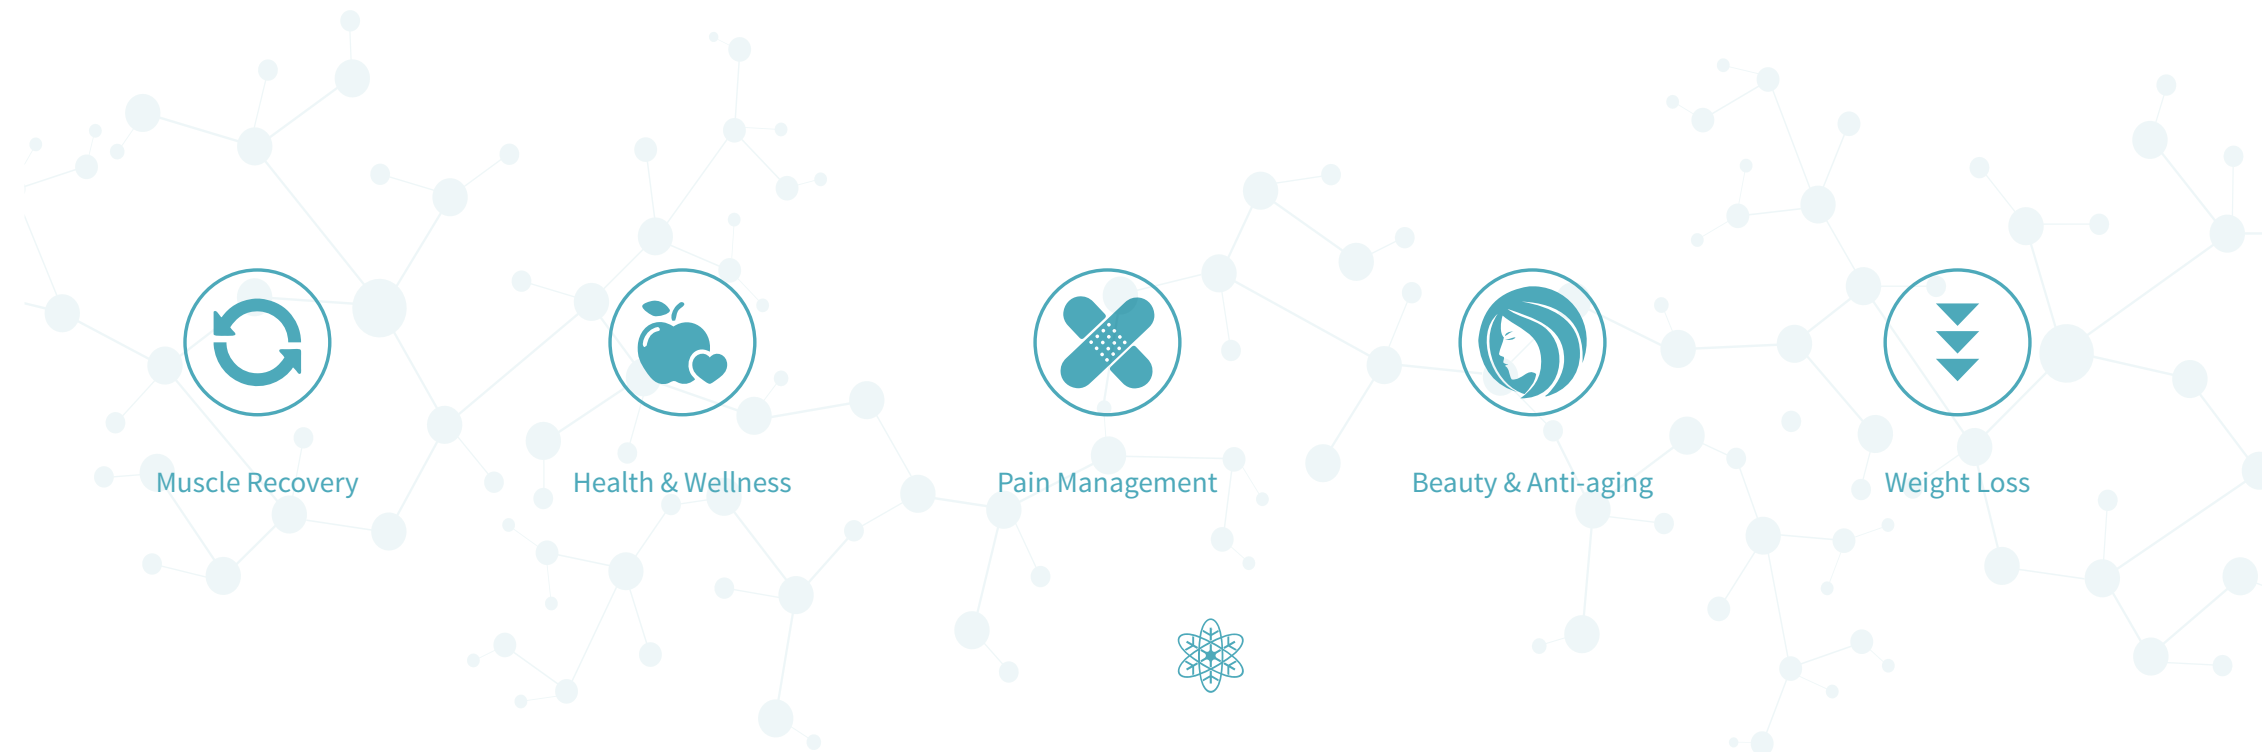 Muscle Recovery
Health & Wellness
Pain Management
Beauty & Anti-aging
Weight Loss